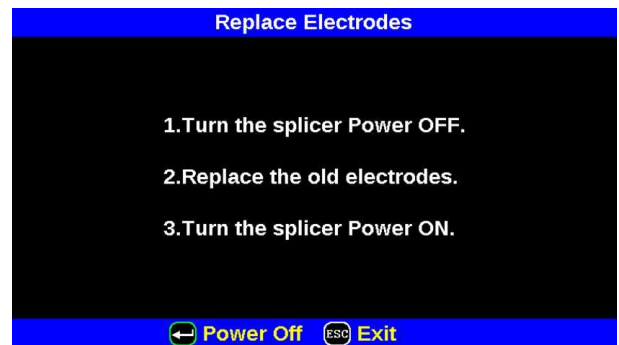 Replace Electrodes
1.Turn the splicer Power OFF.
2.Replace the old electrodes.
3.Turn the splicer Power ON.
Power Off ESC Exit